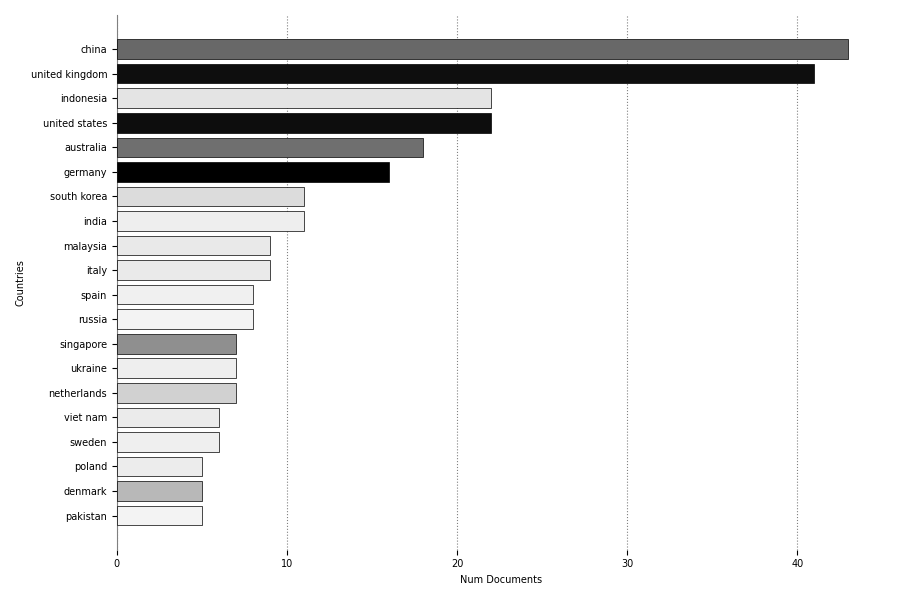 china
united kingdom
indonesia
united states
australia
germany
south korea
india
malaysia
italy
spain
russia
singapore
ukraine
netherlands
viet nam
sweden
poland
denmark
pakistan
Countries
0 10 20 30 40
Num Documents